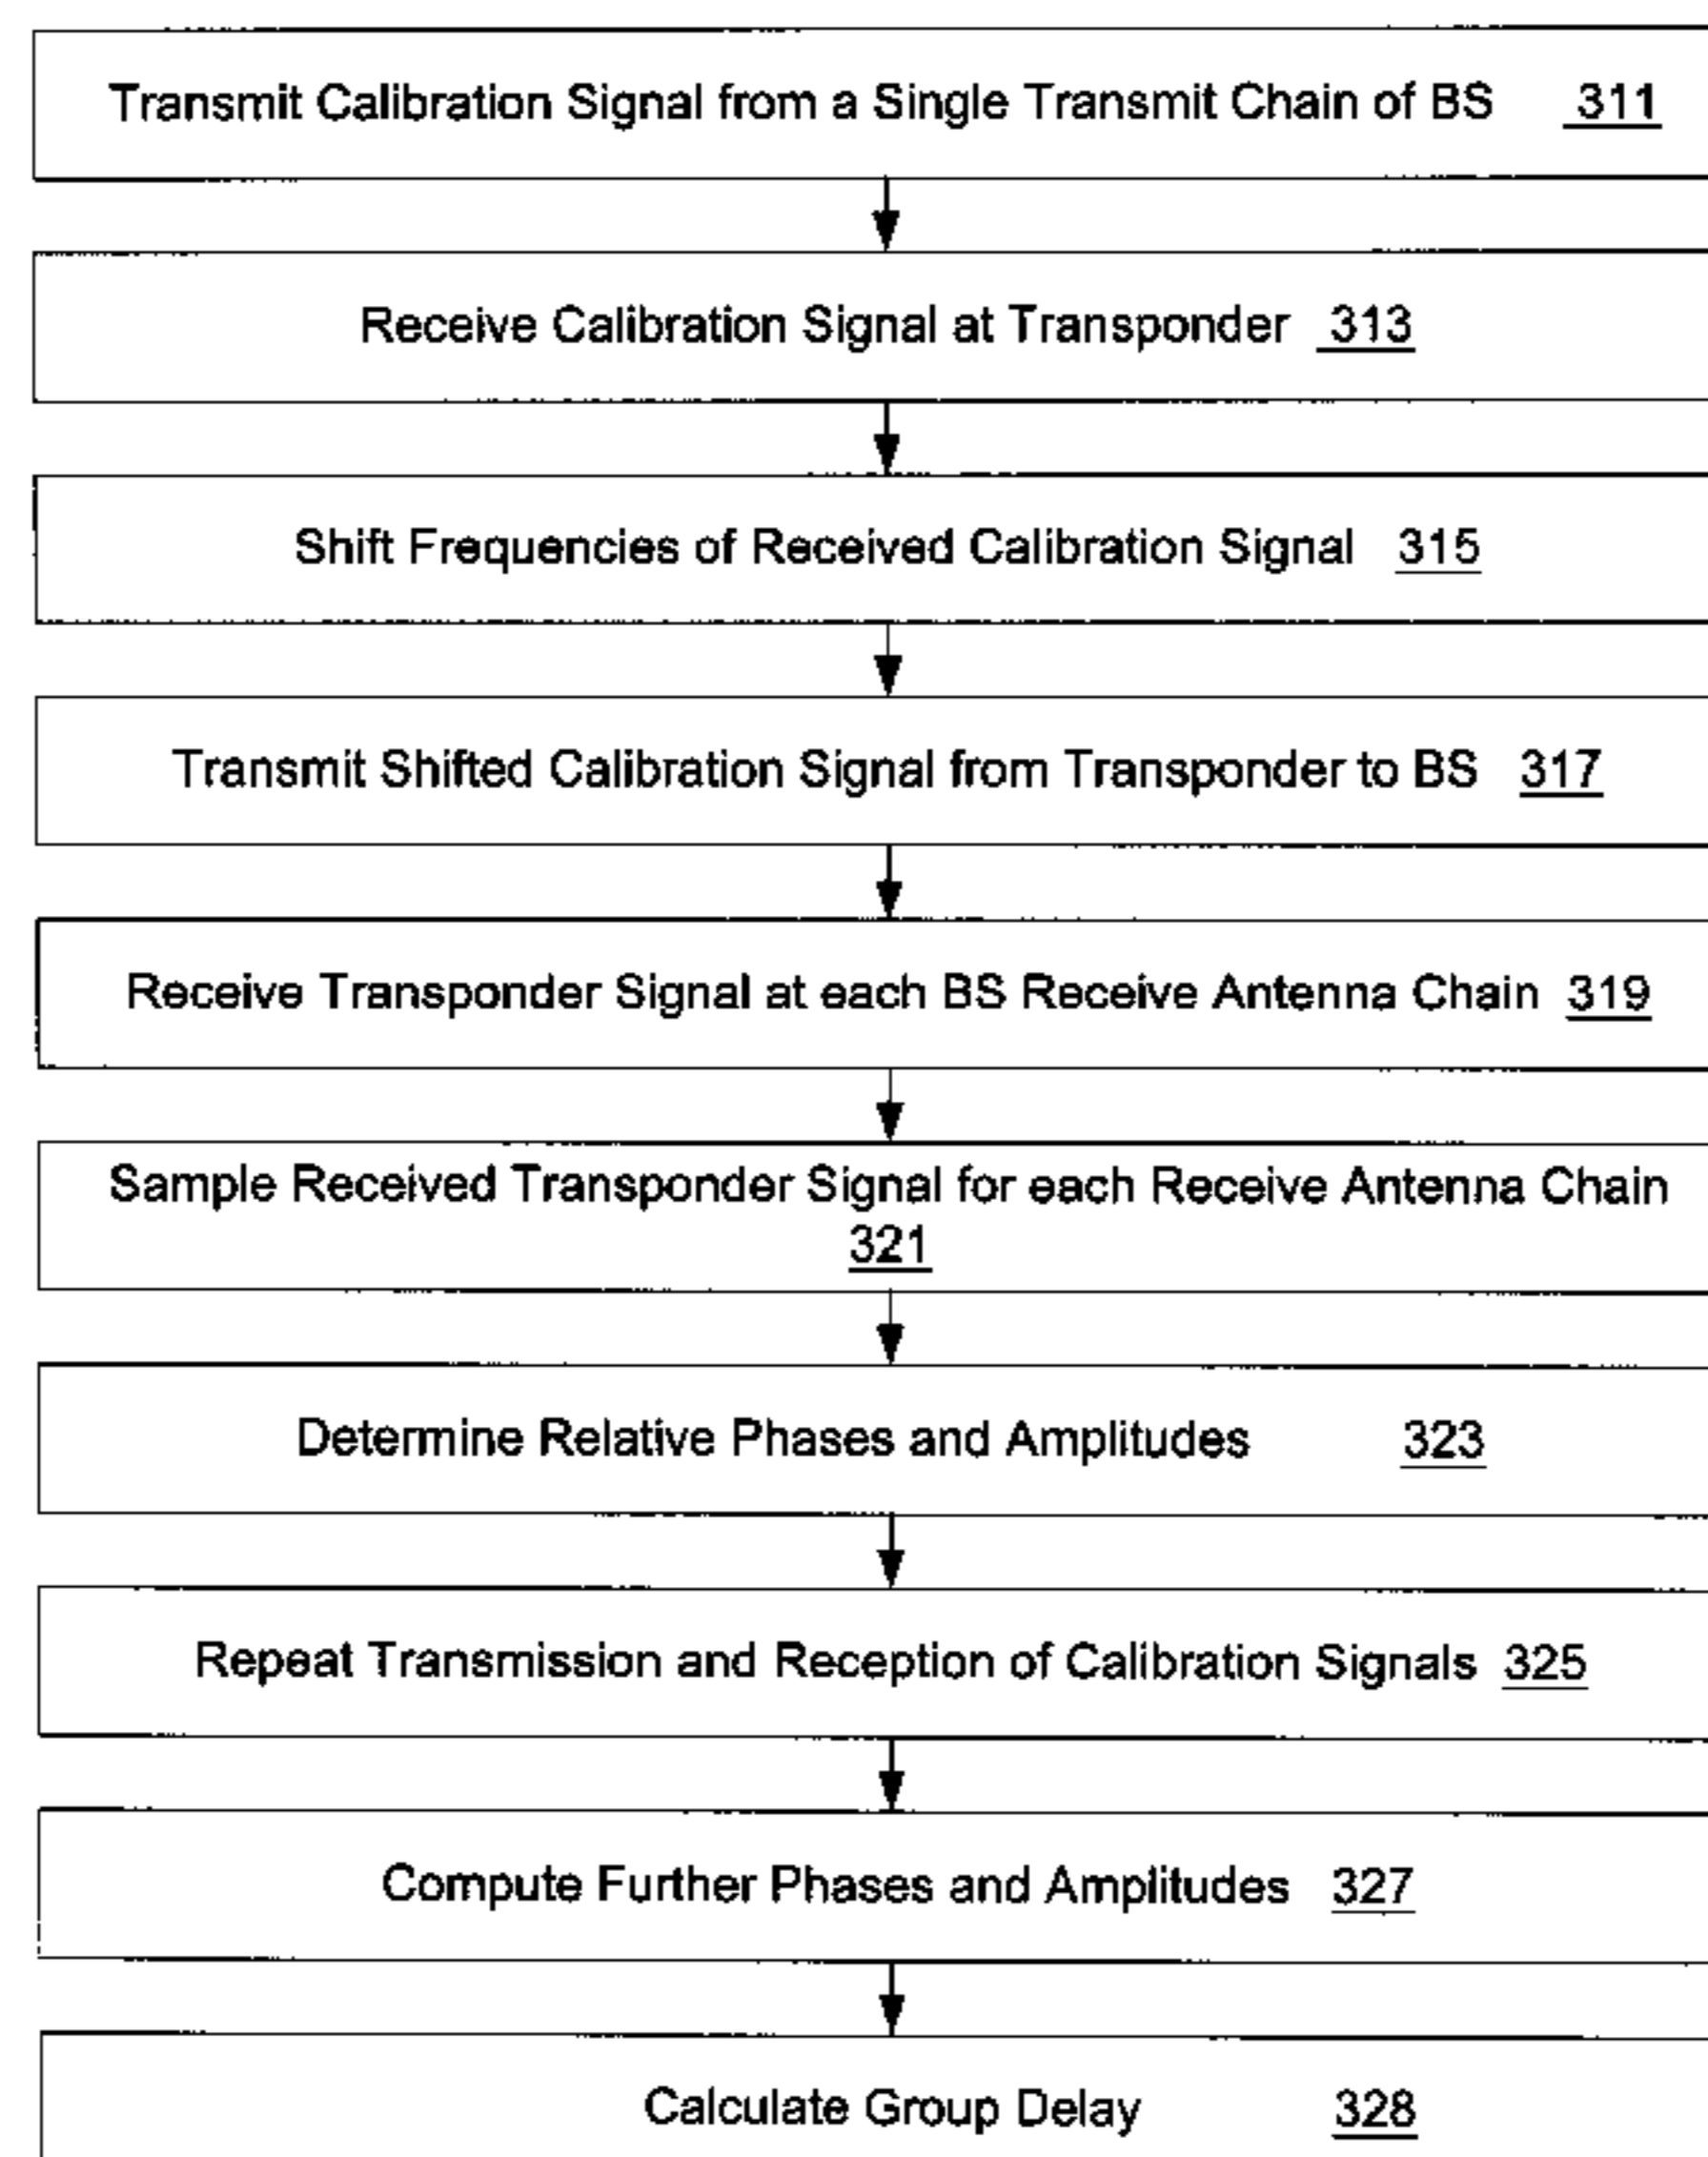 Transmit Calibration Signal from a Single Transmit Chain of BS 311
Receive Calibration Signal at Transponder 313
Shift Frequencies of Received Calibration Signal 315
Transmit Shifted Calibration Signal from Transponder to BS 317
Receive Transponder Signal at each BS Receive Antenna Chain 319
Sample Received Transponder Signal for each Receive Antenna Chain
321
Determine Relative Phases and Amplitudes 323
Repeat Transmission and Reception of Calibration Signals 325
Compute Further Phases and Amplitudes 327
Calculate Group Delay 328